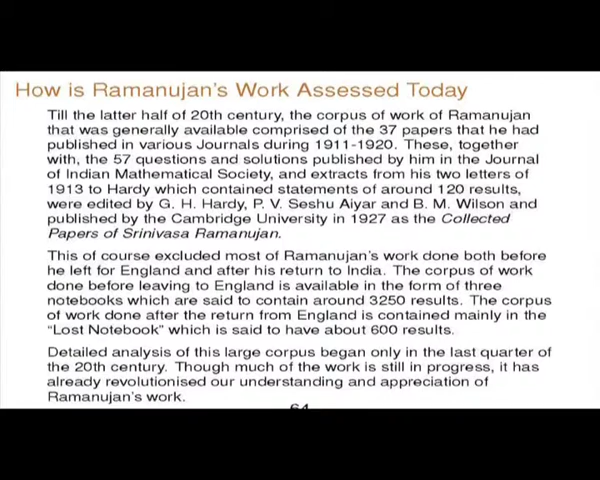 How is Ramanujan's Work Assessed Today
Till the latter half of 20th century, the corpus of work of Ramanujan
that was generally available comprised of the 37 papers that he had
published in various Journals during 1911-1920. These, together
with, the 57 questions and solutions published by him in the Journal
of Indian Mathematical Society, and extracts from his two letters of
1913 to Hardy which contained statements of around 120 results,
were edited by G. H. Hardy, P. V. Seshu Aiyar and B. M. Wilson and
published by the Cambridge University in 1927 as the Collected
Papers of Srinivasa Ramanujan.
This of course excluded most of Ramanujan's work done both before
he left for England and after his return to India. The corpus of work
done before leaving to England is available in the form of three
notebooks which are said to contain around 3250 results. The corpus
of work done after the return from England is contained mainly in the
"Lost Notebook" which is said to have about 600 results.
Detailed analysis of this large corpus began only in the last quarter of
the 20th century. Though much of the work is still in progress, it has
already revolutionised our understanding and appreciation of
Ramanujan's work.